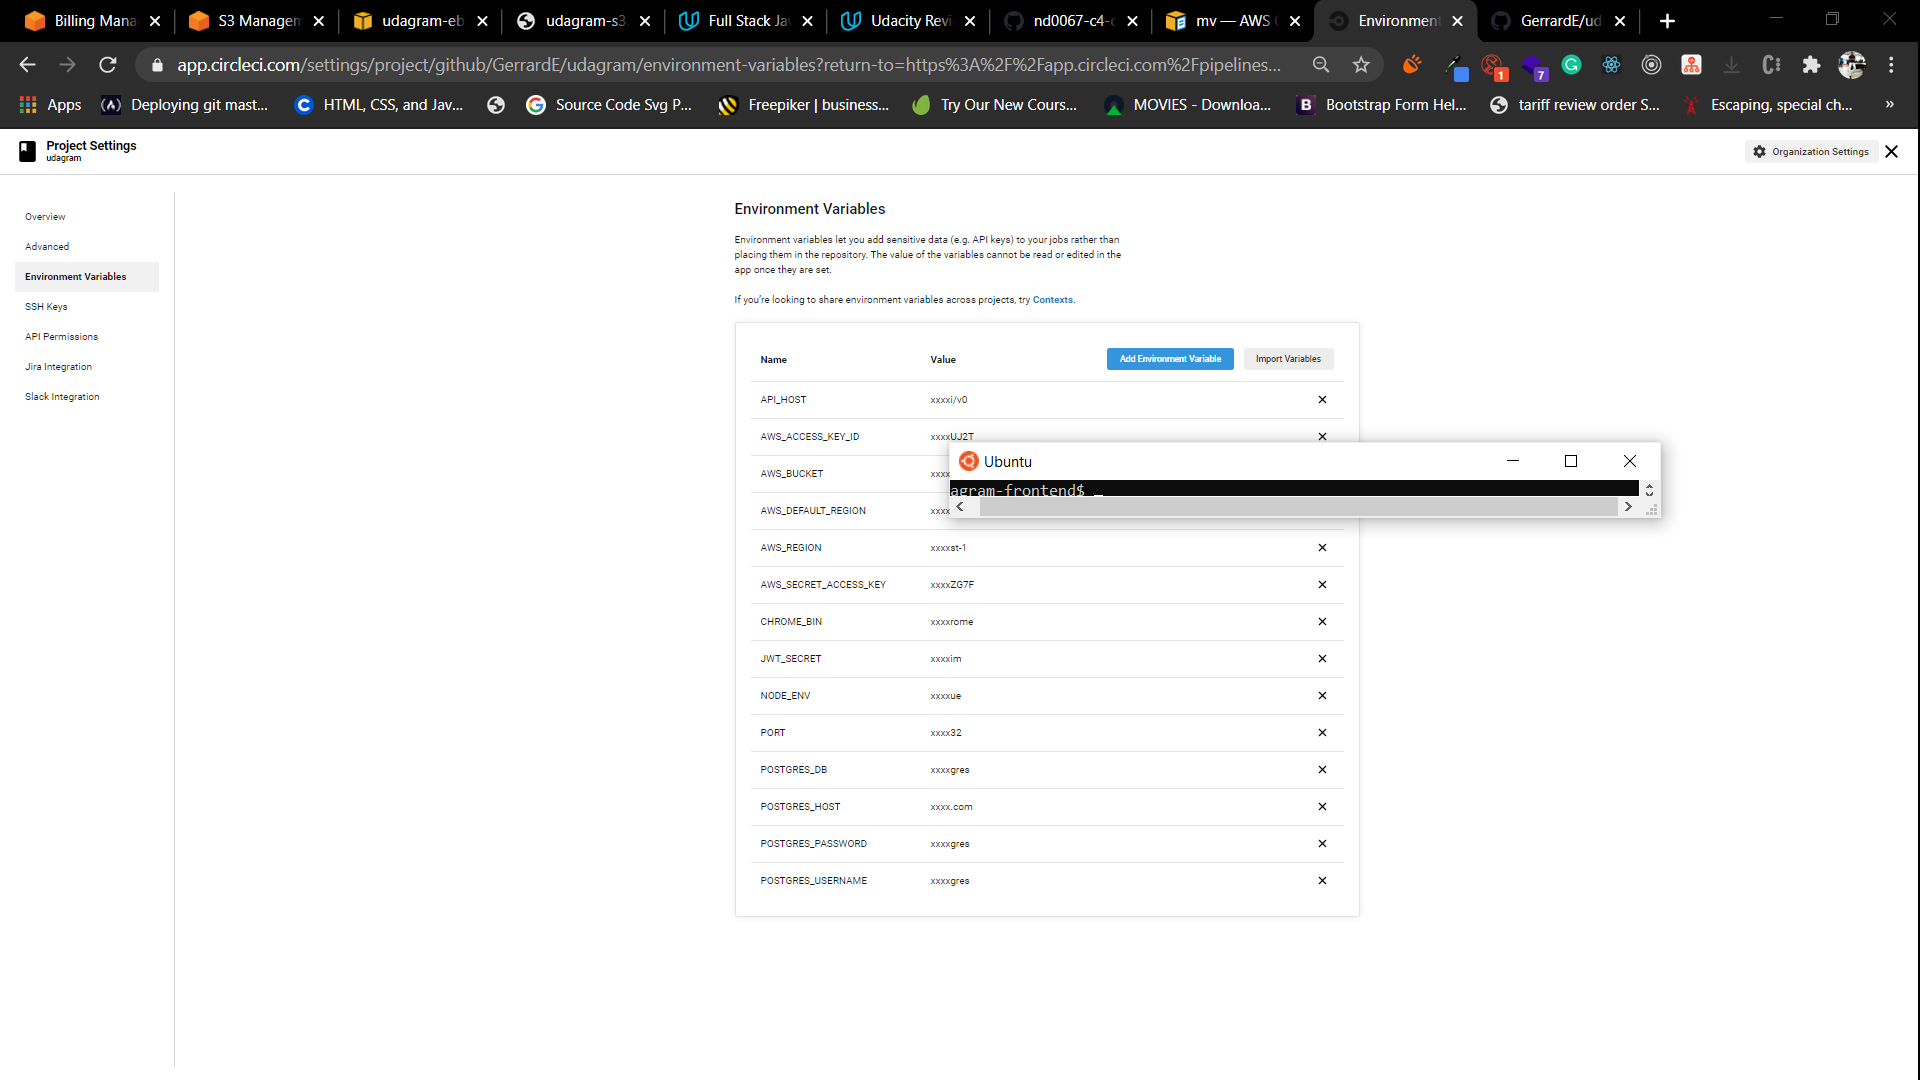 Billing Mana
S3 Managem
udagram-eb
udagram-s3
Full Stack Ja
Udacity Revi
nd0067-c4-c
mv — AWS
Environment
GerrardE/ud
app.circleci.com/settings/project/github/GerrardE/udagram/environment-variables?return-to=https%3A%2F%2Fapp.circleci.com%2Fpipelines...
1
7
Apps
Deploying git mast...
HTML, CSS, and Jav...
Source Code Svg P...
Freepiker | business...
Try Our New Cours...
MOVIES - Downloa...
B
Bootstrap Form Hel...
tariff review order S...
Escaping, special ch...
»
Project Settings
udagram
Organization Settings
Overview
Advanced
Environment Variables
SSH Keys
API Permissions
Jira Integration
Slack Integration
Environment Variables
Environment variables let you add sensitive data (e.g. API keys) to your jobs rather than
placing them in the repository. The value of the variables cannot be read or edited in the
app once they are set.
If you're looking to share environment variables across projects, try Contexts.
Name Value Add Environment Variable Import Variables
API_HOST xxxxi/v0
AWS_ACCESS_KEY_ID xxxxUJ2T
AWS_BUCKET xxxx
Ubuntu
agram-frontend$ _
AWS_DEFAULT_REGION xxxx
AWS_REGION xxxxst-1
AWS_SECRET_ACCESS_KEY xxxxZG7F
CHROME_BIN xxxxrome
JWT_SECRET xxxxim
NODE_ENV xxxxue
PORT xxxx32
POSTGRES_DB xxxxgres
POSTGRES_HOST xxxx.com
POSTGRES_PASSWORD xxxxgres
POSTGRES_USERNAME xxxxgres